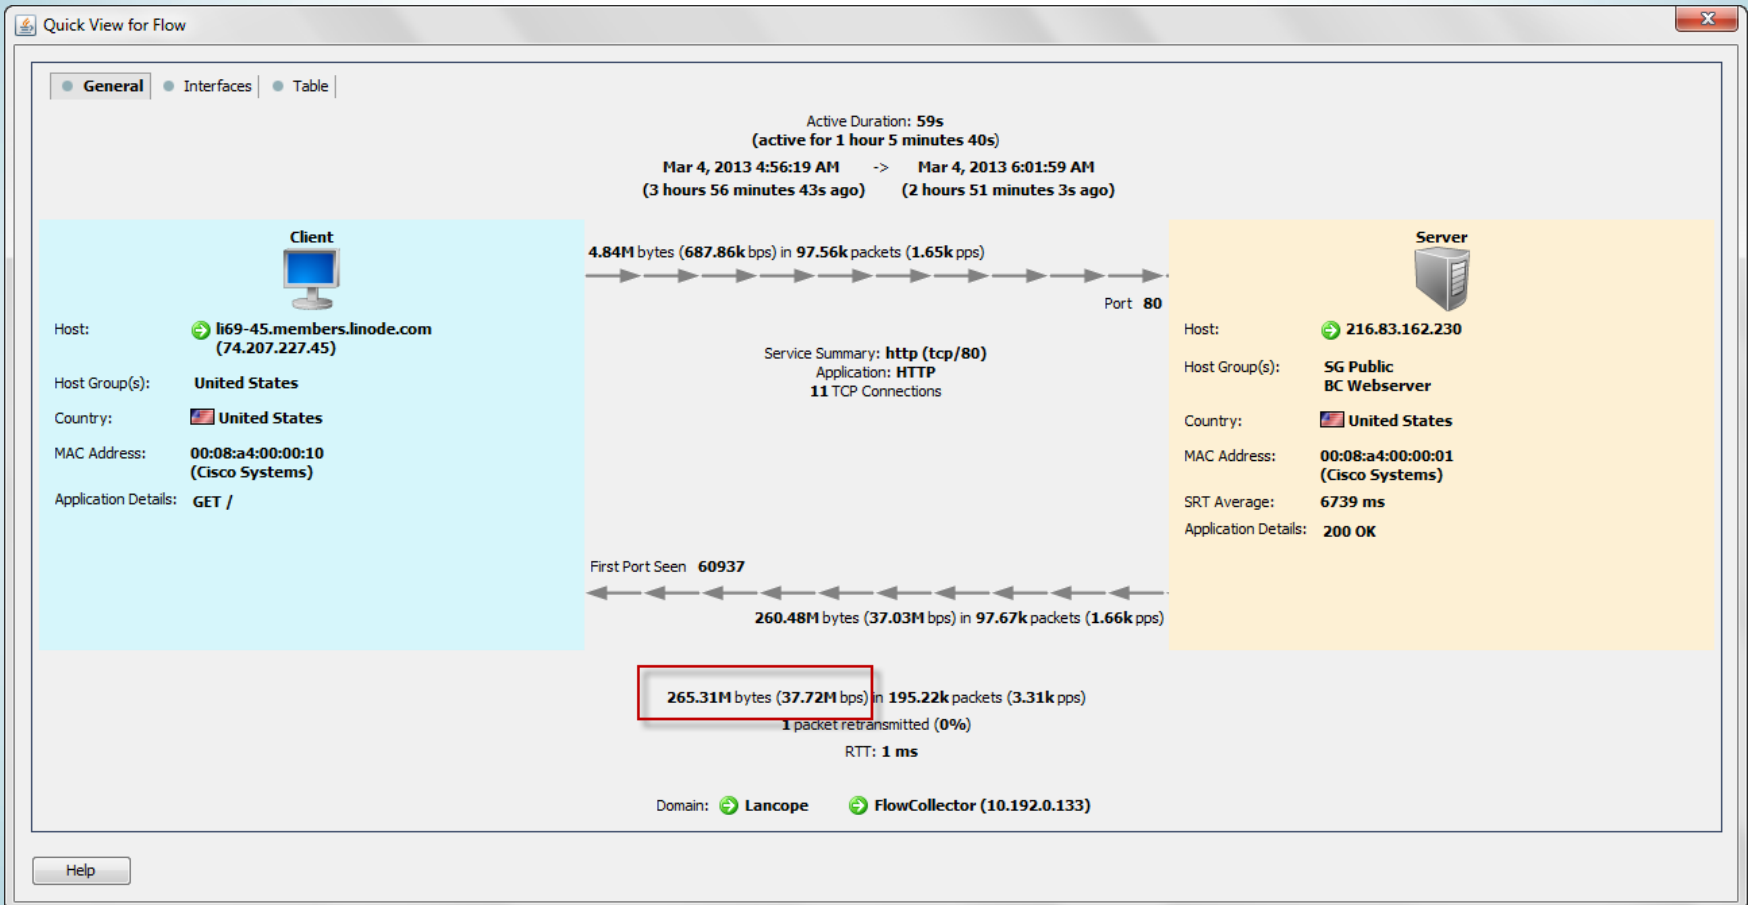 Quick View for Flow
General Interfaces Table
Active Duration: 59s
(active for 1 hour 5 minutes 40s)
Mar 4, 2013 4:56:19 AM -> Mar 4, 2013 6:01:59 AM
(3 hours 56 minutes 43s ago) (2 hours 51 minutes 3s ago)
Client
Host: li69-45.members.linode.com
(74.207.227.45)
Host Group(s): United States
Country: United States
MAC Address: 00:08:a4:00:00:10
(Cisco Systems)
Application Details: GET /
4.84M bytes (687.86k bps) in 97.56k packets (1.65k pps)
Port 80
Service Summary: http (tcp/80)
Application: HTTP
11 TCP Connections
First Port Seen 60937
260.48M bytes (37.03M bps) in 97.67k packets (1.66k pps)
Server
Host: 216.83.162.230
Host Group(s): SG Public
BC Webserver
Country: United States
MAC Address: 00:08:a4:00:00:01
(Cisco Systems)
SRT Average: 6739 ms
Application Details: 200 OK
265.31M bytes (37.72M bps) in 195.22k packets (3.31k pps)
1 packet retransmitted (0%)
RTT: 1 ms
Domain: Lancope FlowCollector (10.192.0.133)
Help